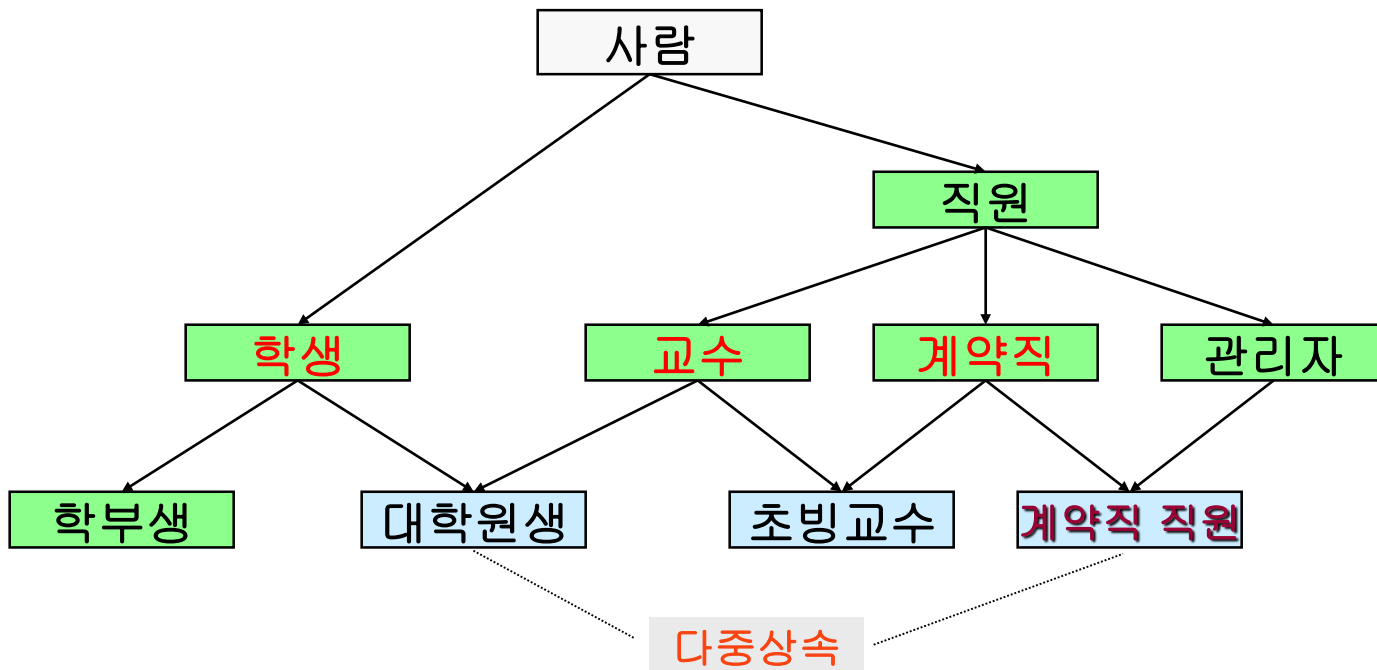 사람
직원
학생
교수
계약직
관리자
학부생
대학원생
초빙교수
계약직 직원
다중상속